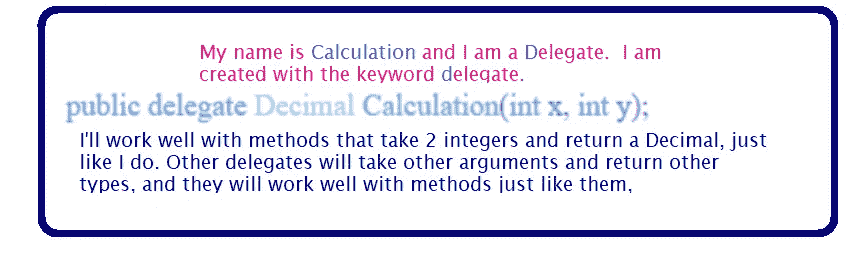 My name is Calculation and I am a Delegate. I am
created with the keyword delegate.
public delegate Decimal Calculation(int x, int y);
I'll work well with methods that take 2 integers and return a Decimal, just
like I do. Other delegates will take other arguments and return other
types, and they will work well with methods just like them,